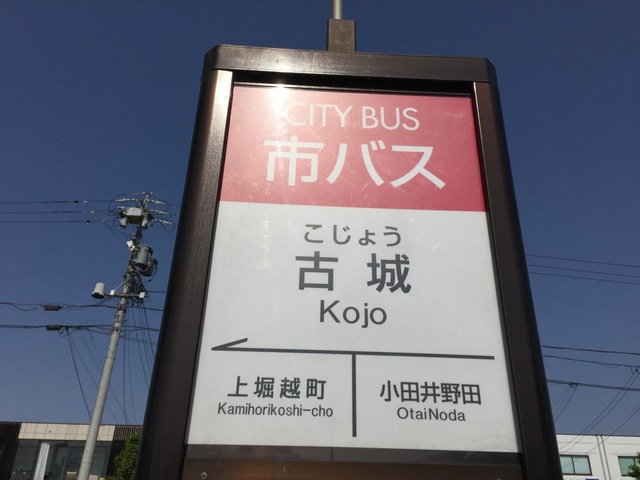 CITY BUS
市バス
こじょう
古城
Kojo
上堀越町
Kamihorikoshi-cho
小田井野田
OtaiNoda